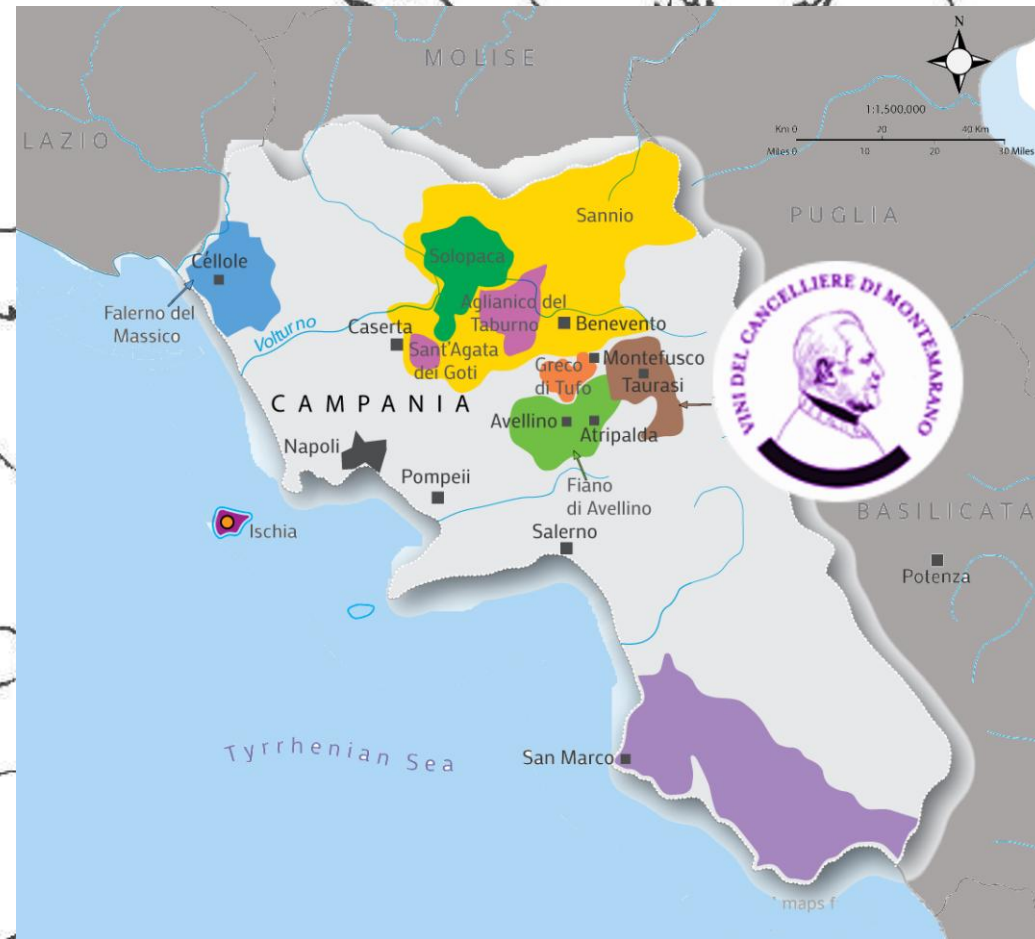 N
MOLISE
1:1,500,000
LAZIO
Km 0 20 40 Km
Miles 0 10 20 30 Miles
PUGLIA
Sannio
Cellole
Solopaca
VINI DEL CANCELLIERE DI MONTEMARANO
Falerno del
Massico
Aglianico del
Taburno
Volturno
Caserta
Benevento
Sant'Agata
dei Goti
Greco
di Tufo
Montefusco
Taurasi
CAMPANIA
Avellino
Atripalda
Napoli
Pompeii
Fiano
di Avellino
BASILICATA
Ischia
Salerno
Potenza
Tyrrhenian Sea
San Marco
maps f